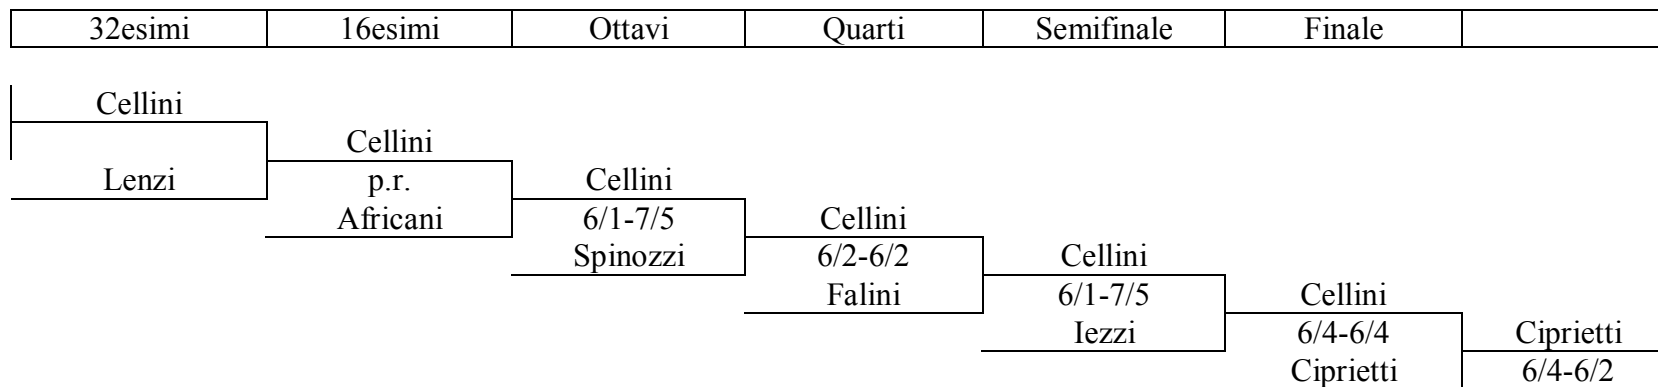 32esimi 16esimi Ottavi Quarti Semifinale Finale
Cellini
Cellini
Lenzi p.r. Cellini
Africani 6/1-7/5 Cellini
Spinozzi 6/2-6/2 Cellini
Falini 6/1-7/5 Cellini
Iezzi 6/4-6/4 Ciprietti
Ciprietti 6/4-6/2